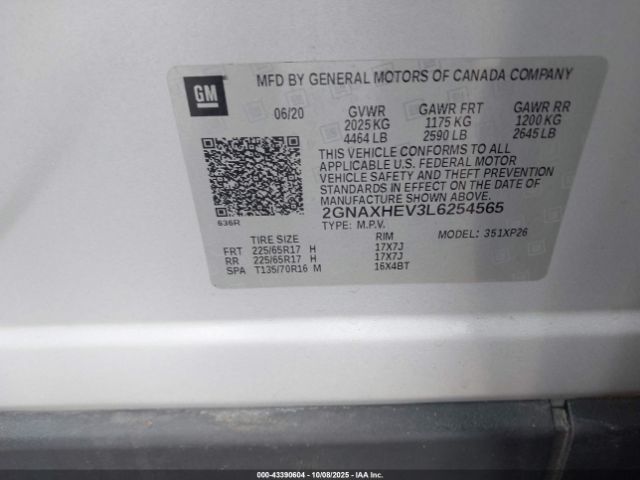 GM
MFD BY GENERAL MOTORS OF CANADA COMPANY
06/20 GVWR GAWR FRT GAWR RR
2025 KG 1175 KG 1200 KG
4464 LB 2590 LB 2645 LB
THIS VEHICLE CONFORMS TO ALL
APPLICABLE U.S. FEDERAL MOTOR
VEHICLE SAFETY AND THEFT PREVENTION
STANDARDS IN EFFECT ON THE DATE OF
MANUFACTURE SHOWN ABOVE.
2GNAXHEV3L6254565
636R TYPE: M.P.V. MODEL: 351XP26
TIRE SIZE RIM
FRT 225/65R17 H 17X7J
RR 225/65R17 H 17X7J
SPA T135/70R16 M 16X4BT
000-43390604 - 10/08/2025 - IAA Inc.